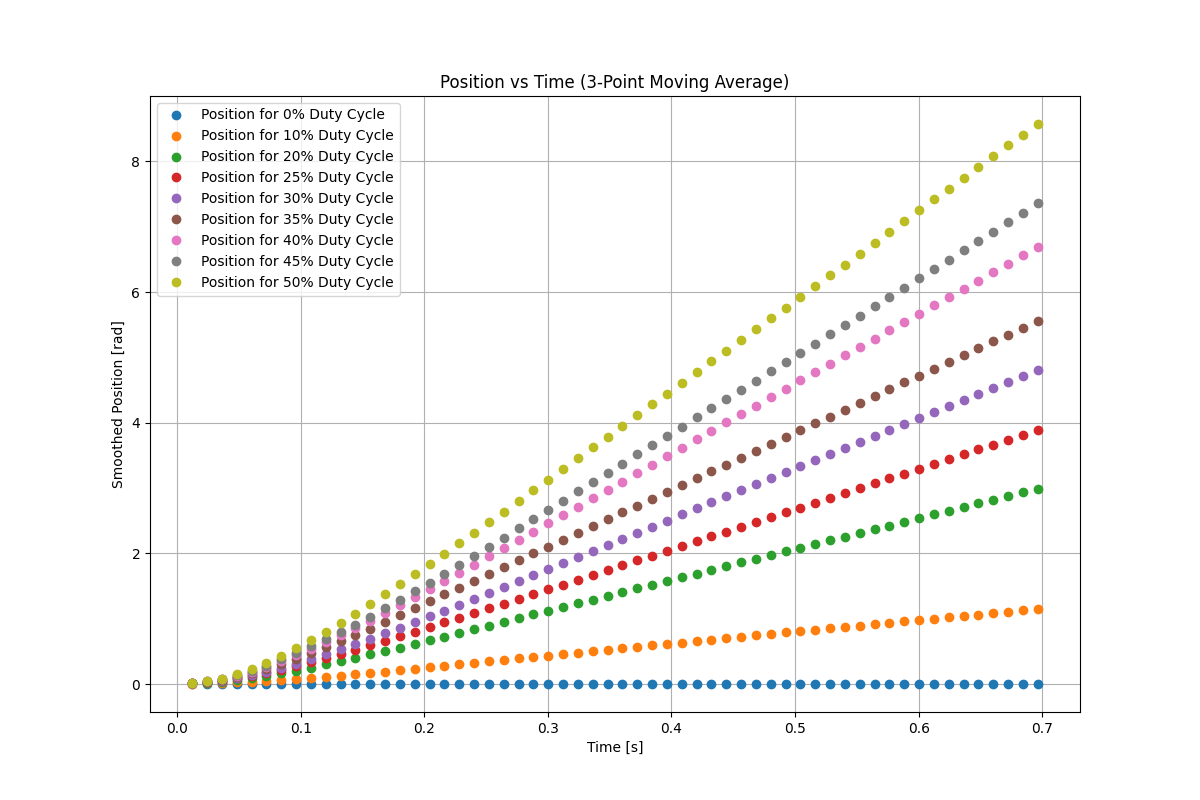 Position vs Time (3-Point Moving Average)
Position for 0% Duty Cycle
Position for 10% Duty Cycle
Position for 20% Duty Cycle
Position for 25% Duty Cycle
Position for 30% Duty Cycle
Position for 35% Duty Cycle
Position for 40% Duty Cycle
Position for 45% Duty Cycle
Position for 50% Duty Cycle
Smoothed Position [rad]
8
6
4
2
0
0.0 0.1 0.2 0.3 0.4 0.5 0.6 0.7
Time [s]